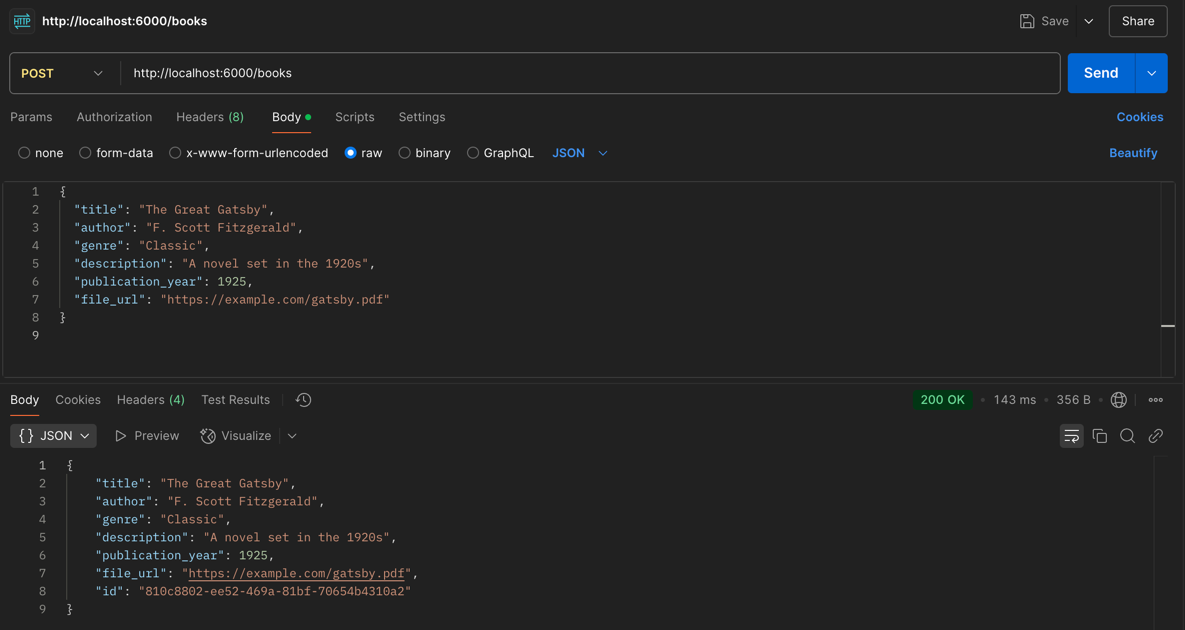 HTTP http://localhost:6000/books Save Share
POST http://localhost:6000/books Send
Params Authorization Headers (8) Body Scripts Settings Cookies
none form-data x-www-form-urlencoded raw binary GraphQL JSON Beautify
1 {
2 "title": "The Great Gatsby",
3 "author": "F. Scott Fitzgerald",
4 "genre": "Classic",
5 "description": "A novel set in the 1920s",
6 "publication_year": 1925,
7 "file_url": "https://example.com/gatsby.pdf"
8 }
9
Body Cookies Headers (4) Test Results 200 OK • 143 ms • 356 B •
{} JSON Preview Visualize
1 {
2 "title": "The Great Gatsby",
3 "author": "F. Scott Fitzgerald",
4 "genre": "Classic",
5 "description": "A novel set in the 1920s",
6 "publication_year": 1925,
7 "file_url": "https://example.com/gatsby.pdf",
8 "id": "810c8802-ee52-469a-81bf-70654b4310a2"
9 }